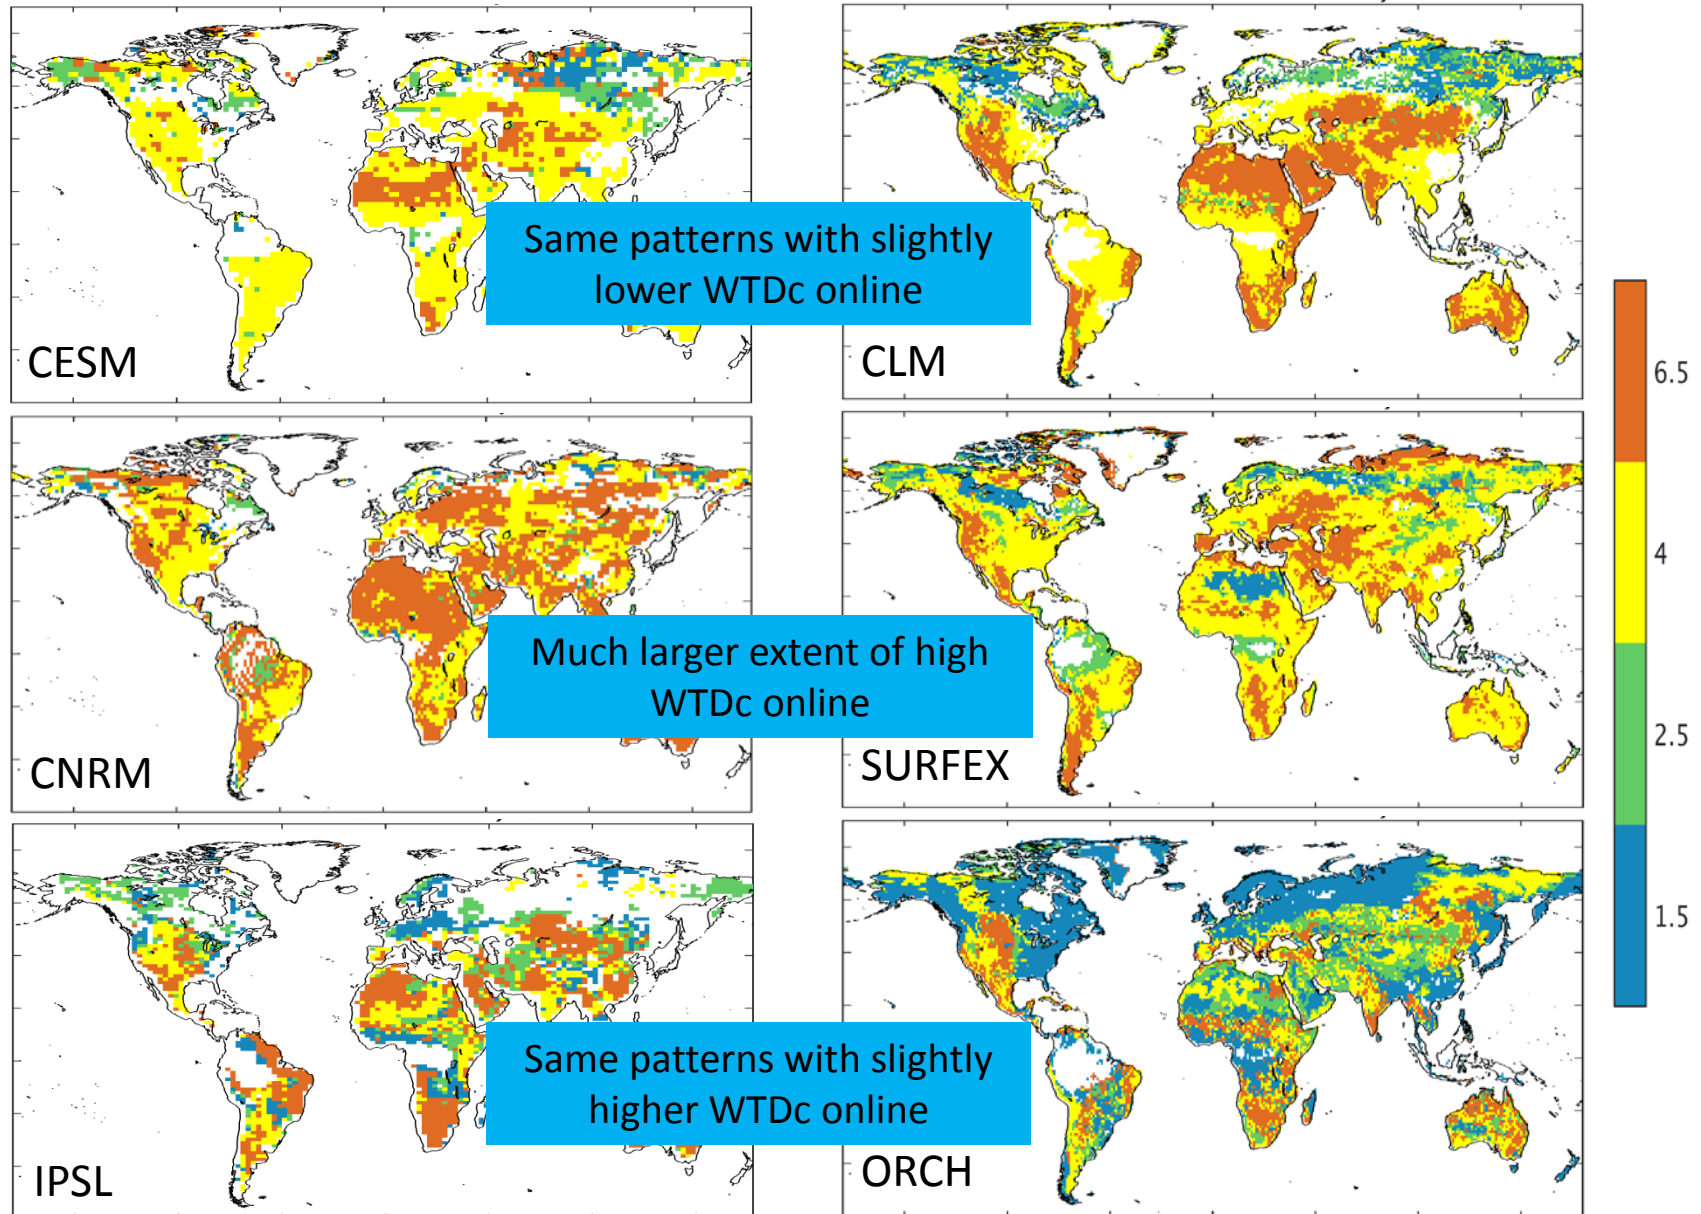 Same patterns with slightly
lower WTDc online
CESM
CLM
6.5
Much larger extent of high
WTDc online
4
CNRM
SURFEX
2.5
1.5
Same patterns with slightly
higher WTDc online
IPSL
ORCH